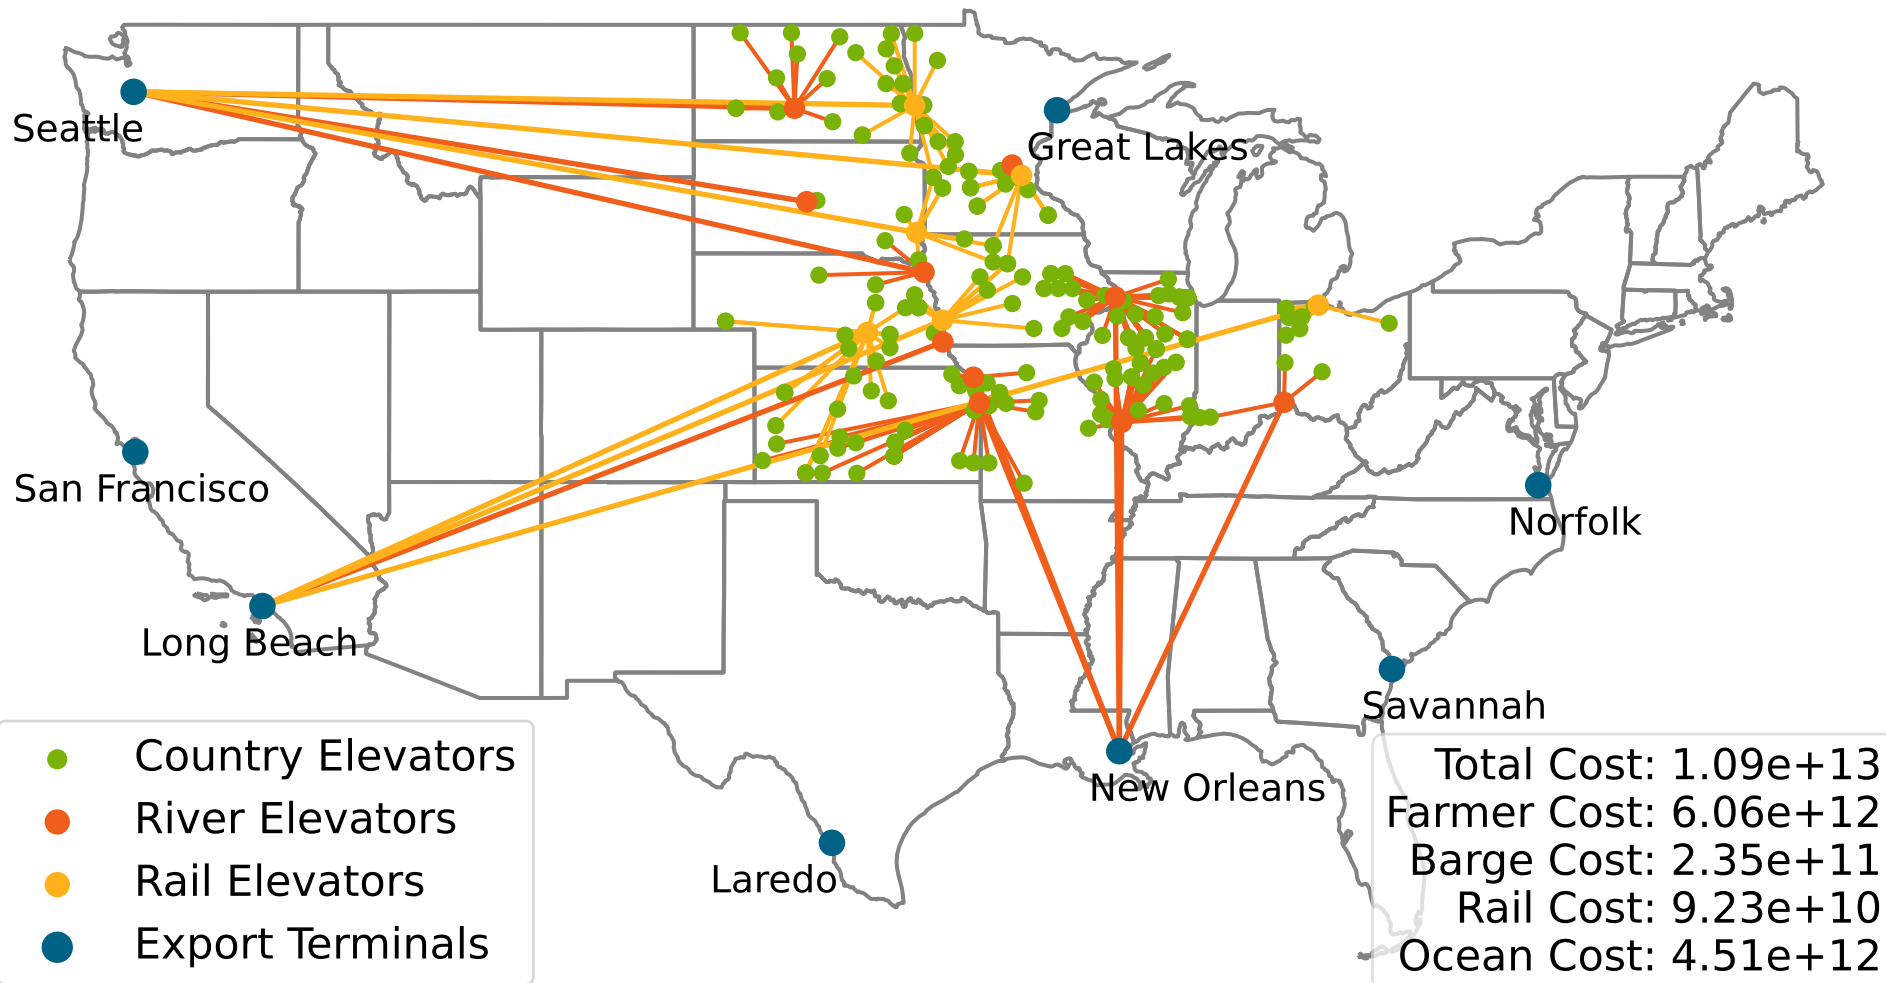 Seattle
Great Lakes
San Francisco
Norfolk
Long Beach
Savannah
New Orleans
Laredo
Country Elevators
River Elevators
Rail Elevators
Export Terminals
Total Cost: 1.09e+13
Farmer Cost: 6.06e+12
Barge Cost: 2.35e+11
Rail Cost: 9.23e+10
Ocean Cost: 4.51e+12